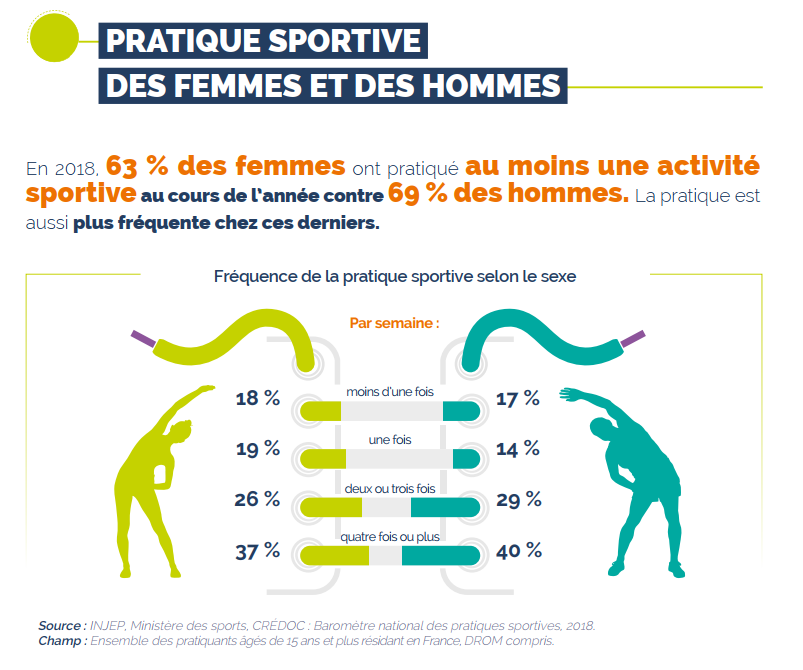 PRATIQUE SPORTIVE
DES FEMMES ET DES HOMMES
En 2018, 63 % des femmes ont pratiqué au moins une activité
sportive au cours de l'année contre 69 % des hommes. La pratique est
aussi plus fréquente chez ces derniers.
Fréquence de la pratique sportive selon le sexe
Par semaine :
18 % moins d'une fois 17 %
19 % une fois 14 %
26 % deux ou trois fois 29 %
37 % quatre fois ou plus 40 %
Source : INJEP, Ministère des sports, CRÉDOC : Baromètre national des pratiques sportives, 2018.
Champ : Ensemble des pratiquants âgés de 15 ans et plus résidant en France, DROM compris.